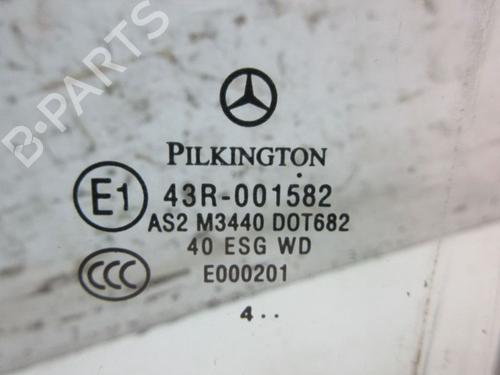 B-PARTS
PILKINGTON
E1 43R-001582
AS2 M3440 DOT682
40 ESG WD
CCC E000201
4..